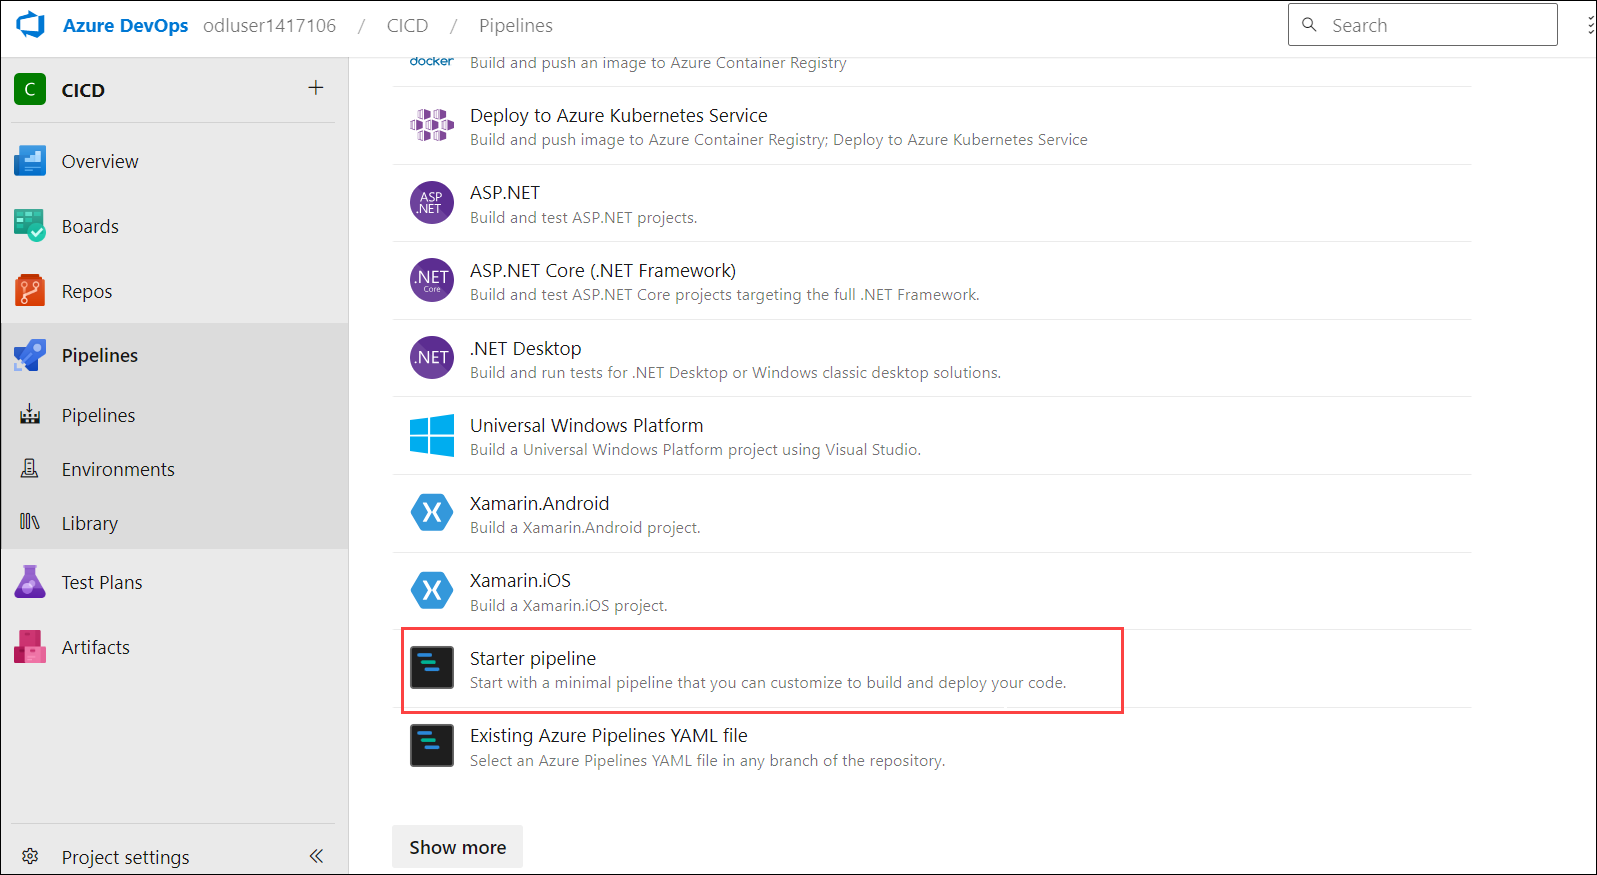 Azure DevOps odluser1417106 / CICD / Pipelines
Search
C CICD +
Overview
Boards
Repos
Pipelines
Pipelines
Environments
Library
Test Plans
Artifacts
Project settings
docker
Build and push an image to Azure Container Registry
Deploy to Azure Kubernetes Service
Build and push image to Azure Container Registry; Deploy to Azure Kubernetes Service
ASP
.NET
ASP.NET
Build and test ASP.NET projects.
.NET
Core
ASP.NET Core (.NET Framework)
Build and test ASP.NET Core projects targeting the full .NET Framework.
.NET
.NET Desktop
Build and run tests for .NET Desktop or Windows classic desktop solutions.
Universal Windows Platform
Build a Universal Windows Platform project using Visual Studio.
Xamarin.Android
Build a Xamarin.Android project.
Xamarin.iOS
Build a Xamarin.iOS project.
Starter pipeline
Start with a minimal pipeline that you can customize to build and deploy your code.
Existing Azure Pipelines YAML file
Select an Azure Pipelines YAML file in any branch of the repository.
Show more